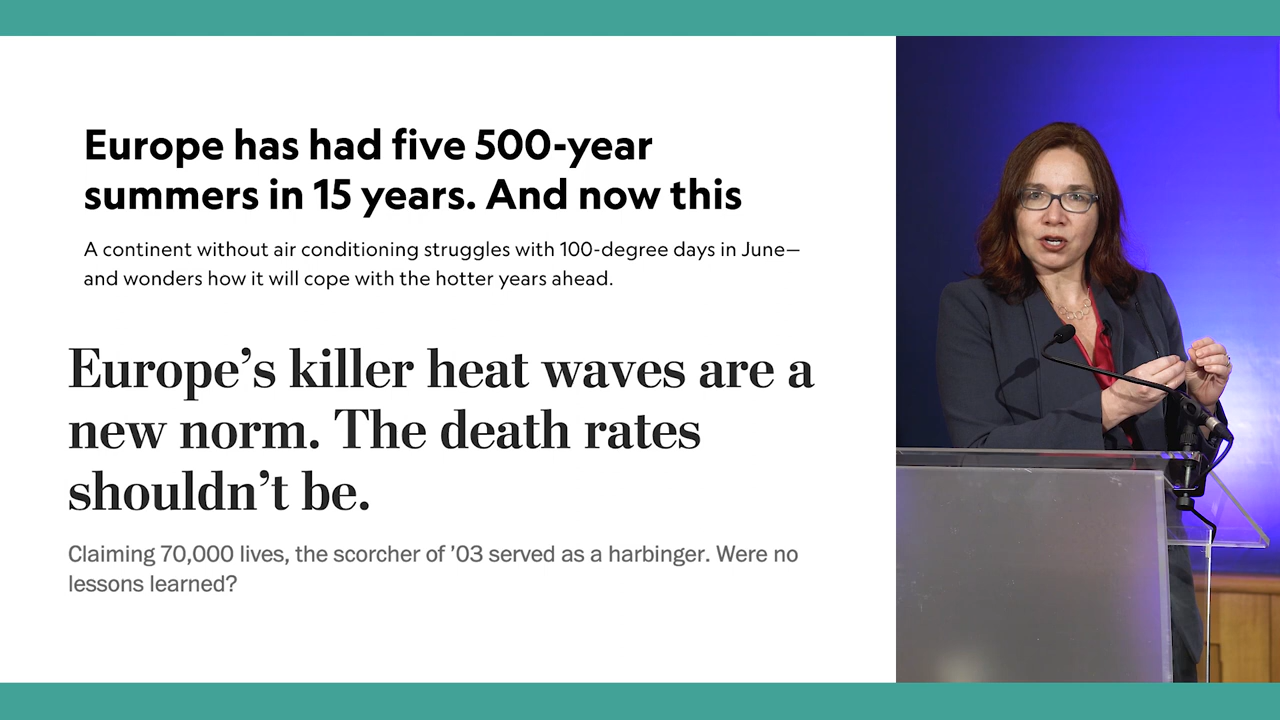 Europe has had five 500-year
summers in 15 years. And now this
A continent without air conditioning struggles with 100-degree days in June—
and wonders how it will cope with the hotter years ahead.
Europe’s killer heat waves are a
new norm. The death rates
shouldn’t be.
Claiming 70,000 lives, the scorcher of ’03 served as a harbinger. Were no
lessons learned?